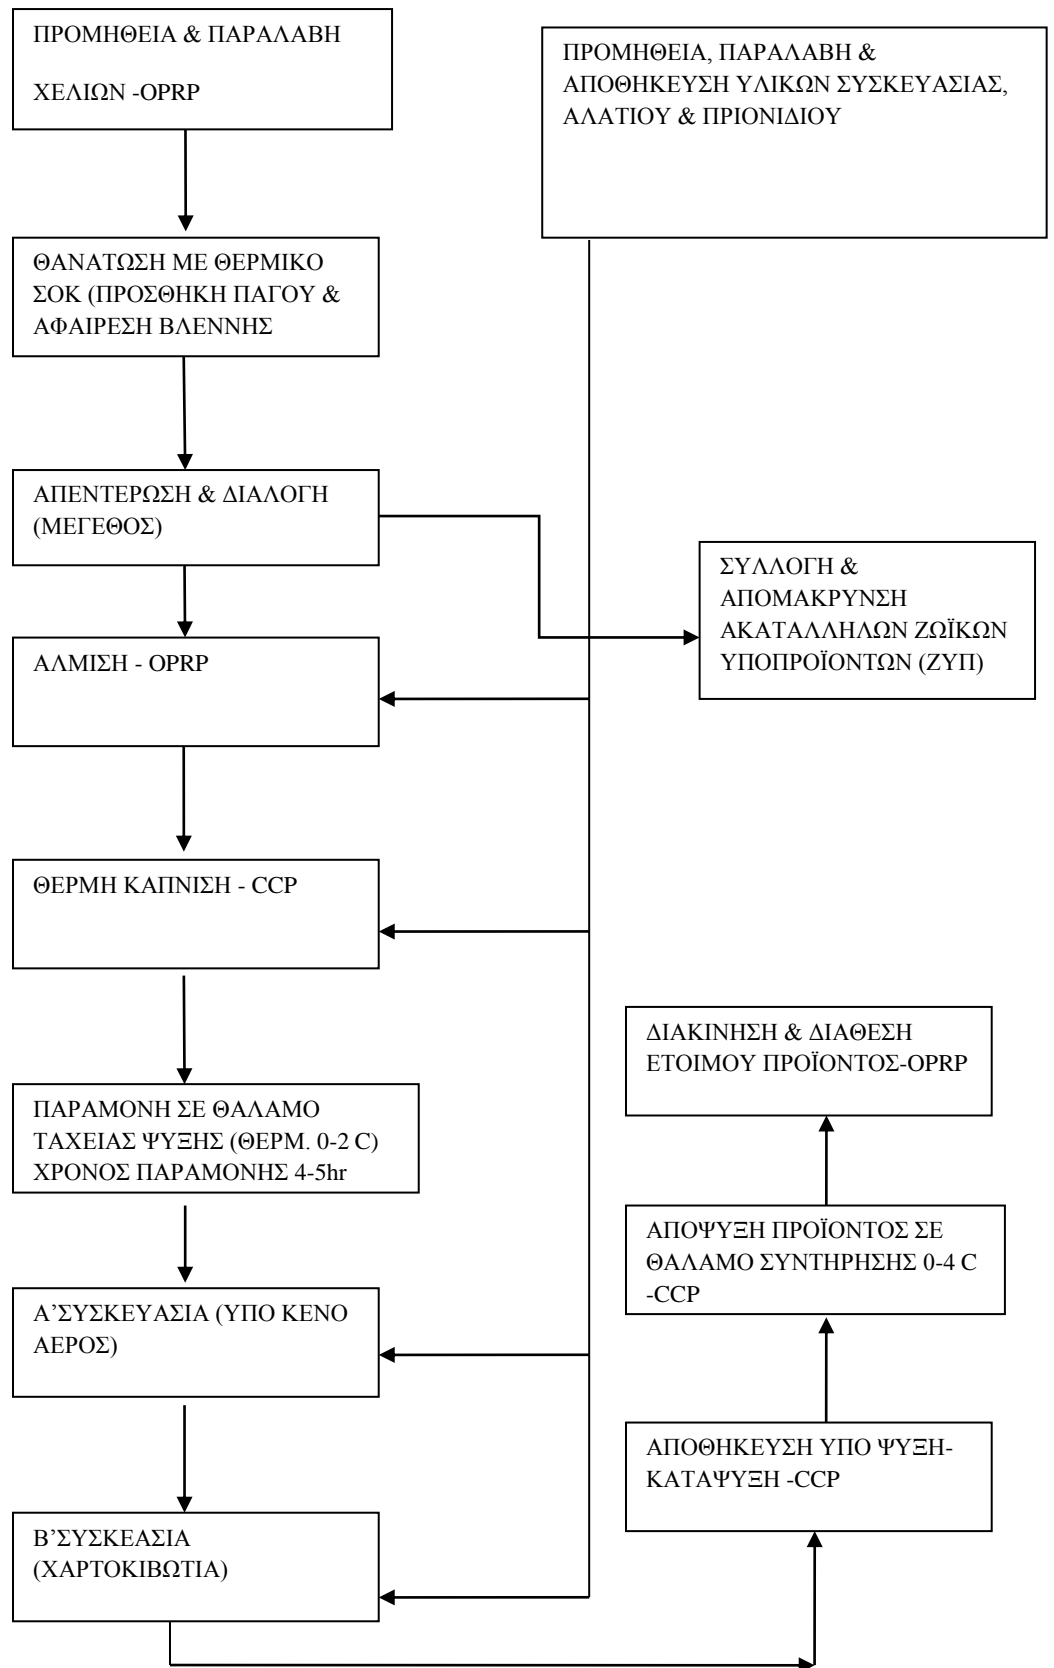 ΠΡΟΜΗΘΕΙΑ & ΠΑΡΑΛΑΒΗ
ΧΕΛΙΩΝ -OPRP
ΠΡΟΜΗΘΕΙΑ, ΠΑΡΑΛΑΒΗ &
ΑΠΟΘΗΚΕΥΣΗ ΥΛΙΚΩΝ ΣΥΣΚΕΥΑΣΙΑΣ,
ΑΛΑΤΙΟΥ & ΠΡΙΟΝΙΔΙΟΥ
ΘΑΝΑΤΩΣΗ ΜΕ ΘΕΡΜΙΚΟ
ΣΟΚ (ΠΡΟΣΘΗΚΗ ΠΑΓΟΥ &
ΑΦΑΙΡΕΣΗ ΒΛΕΝΝΗΣ
ΑΠΕΝΤΕΡΩΣΗ & ΔΙΑΛΟΓΗ
(ΜΕΓΕΘΟΣ)
ΣΥΛΛΟΓΗ &
ΑΠΟΜΑΚΡΥΝΣΗ
ΑΚΑΤΑΛΛΗΛΩΝ ΖΩΪΚΩΝ
ΥΠΟΠΡΟΪΟΝΤΩΝ (ΖΥΠ)
ΑΛΜΙΣΗ - OPRP
ΘΕΡΜΗ ΚΑΠΝΙΣΗ - CCP
ΠΑΡΑΜΟΝΗ ΣΕ ΘΑΛΑΜΟ
ΤΑΧΕΙΑΣ ΨΥΞΗΣ (ΘΕΡΜ. 0-2 C)
ΧΡΟΝΟΣ ΠΑΡΑΜΟΝΗΣ 4-5hr
Α’ΣΥΣΚΕΥΑΣΙΑ (ΥΠΟ ΚΕΝΟ
ΑΕΡΟΣ)
Β’ΣΥΣΚΕΑΣΙΑ
(ΧΑΡΤΟΚΙΒΩΤΙΑ)
ΑΠΟΘΗΚΕΥΣΗ ΥΠΟ ΨΥΞΗ-
ΚΑΤΑΨΥΞΗ -CCP
ΑΠΟΨΥΞΗ ΠΡΟΪΟΝΤΟΣ ΣΕ
ΘΑΛΑΜΟ ΣΥΝΤΗΡΗΣΗΣ 0-4 C
-CCP
ΔΙΑΚΙΝΗΣΗ & ΔΙΑΘΕΣΗ
ΕΤΟΙΜΟΥ ΠΡΟΪΟΝΤΟΣ-OPRP